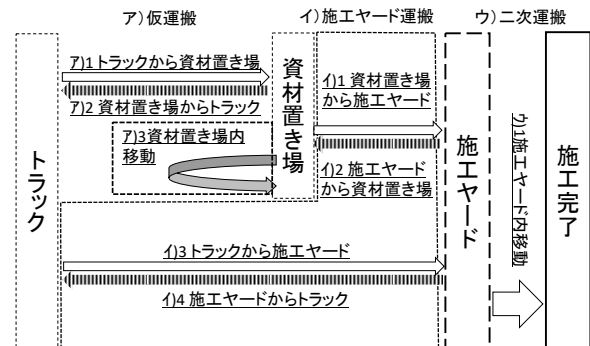 ア)仮運搬
イ)施工ヤード運搬
ウ)二次運搬
ア)1トラックから資材置き場
ア)2 資材置き場からトラック
ア)3資材置き場内
移動
資材置き場
イ)1 資材置き場
から施工ヤード
イ)2 施工ヤード
から資材置き場
トラック
イ)3トラックから施工ヤード
イ)4 施工ヤードからトラック
施工ヤード
ウ)1施工ヤード内移動
施工完了